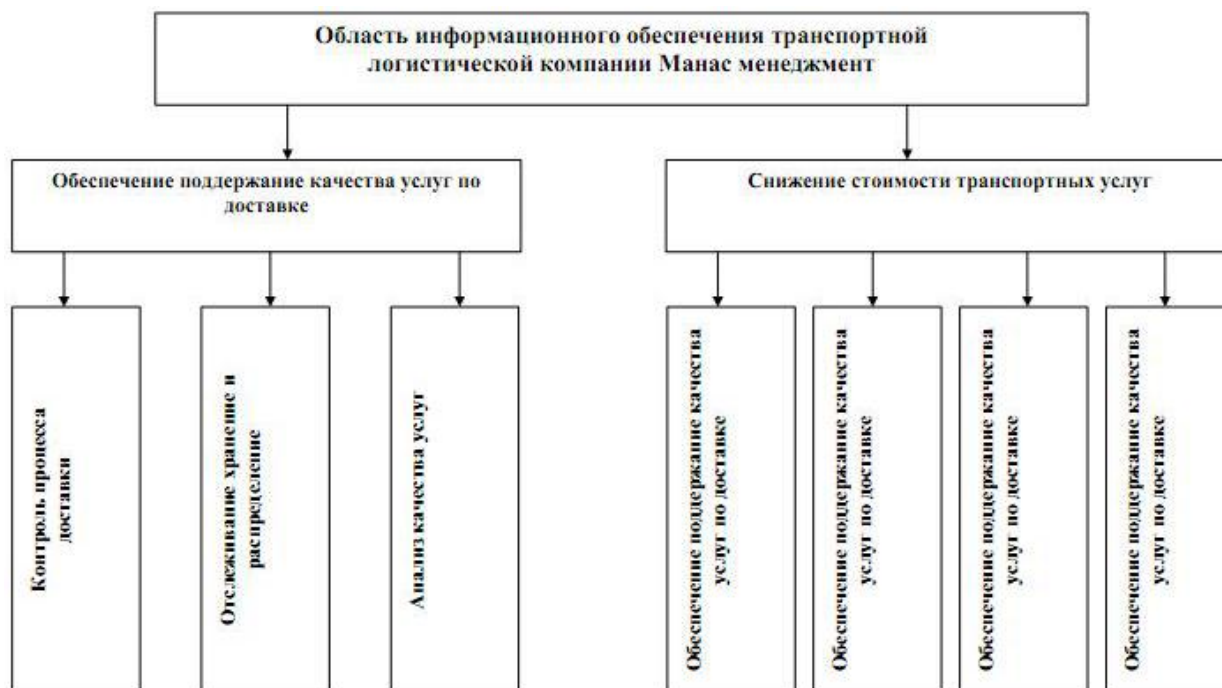 Область информационного обеспечения транспортной
логистической компании Манас менеджмент
Обеспечение поддержание качества услуг по
доставке
Снижение стоимости транспортных услуг
Контроль процесса
доставки
Отслеживание хранение и
распределение
Анализ качества услуг
Обеспечение поддержание качества
услуг по доставке
Обеспечение поддержание качества
услуг по доставке
Обеспечение поддержание качества
услуг по доставке
Обеспечение поддержание качества
услуг по доставке